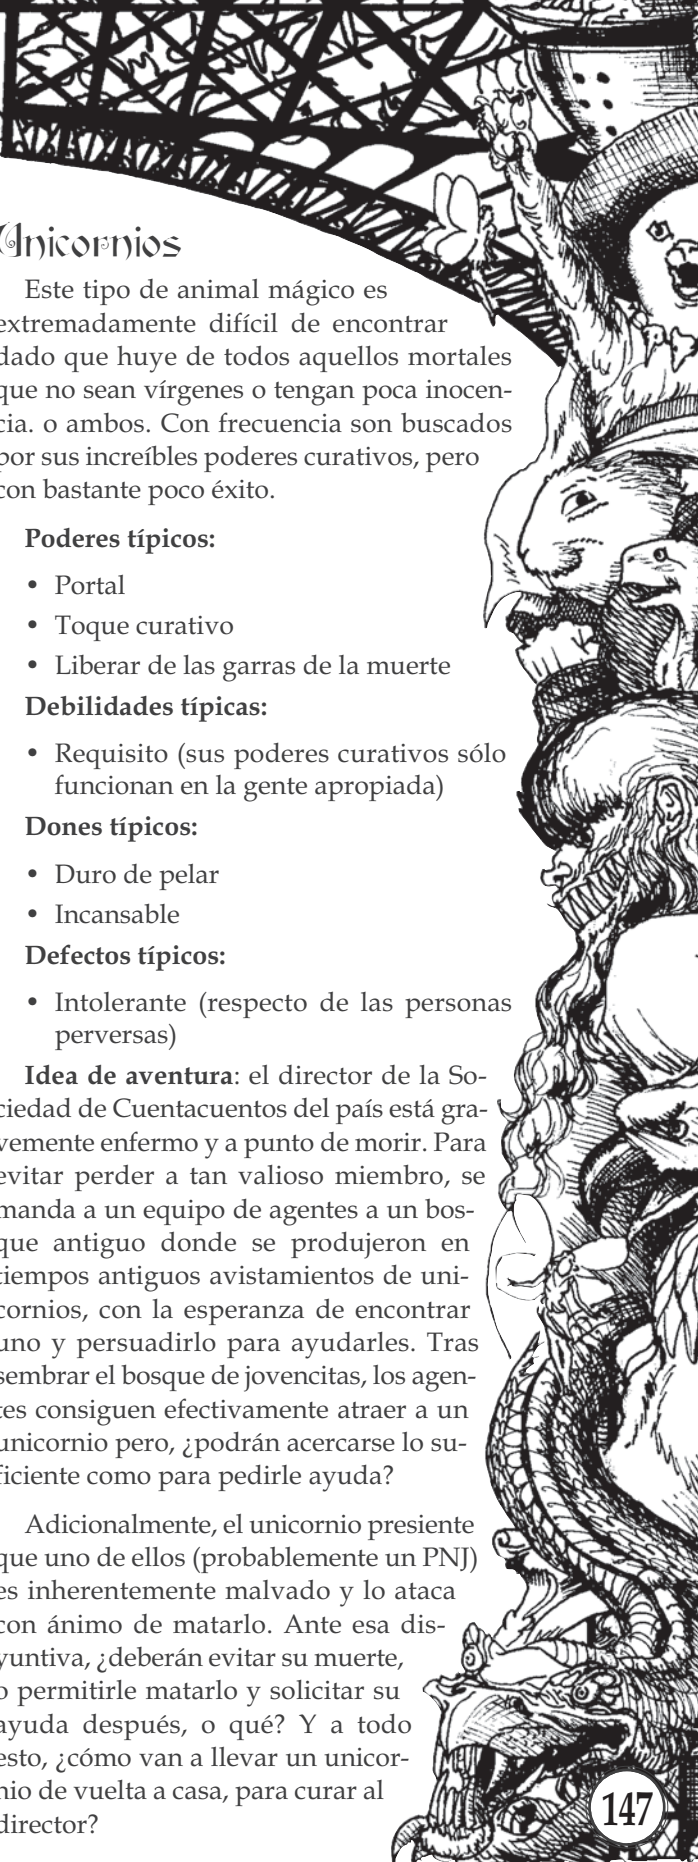 Unicornios
Este tipo de animal mágico es
extremadamente difícil de encontrar
dado que huye de todos aquellos mortales
que no sean vírgenes o tengan poca inocen-
cia. o ambos. Con frecuencia son buscados
por sus increíbles poderes curativos, pero
con bastante poco éxito.
Poderes típicos:
• Portal
• Toque curativo
• Liberar de las garras de la muerte
Debilidades típicas:
• Requisito (sus poderes curativos sólo
funcionan en la gente apropiada)
Dones típicos:
• Duro de pelar
• Incansable
Defectos típicos:
• Intolerante (respecto de las personas
perversas)
Idea de aventura: el director de la So-
ciedad de Cuentacuentos del país está gra-
vemente enfermo y a punto de morir. Para
evitar perder a tan valioso miembro, se
manda a un equipo de agentes a un bos-
que antiguo donde se produjeron en
tiempos antiguos avistamientos de uni-
cornios, con la esperanza de encontrar
uno y persuadirlo para ayudarles. Tras
sembrar el bosque de jovencitas, los agen-
tes consiguen efectivamente atraer a un
unicornio pero, ¿podrán acercarse lo su-
ficiente como para pedirle ayuda?
Adicionalmente, el unicornio presiente
que uno de ellos (probablemente un PNJ)
es inherentemente malvado y lo ataca
con ánimo de matarlo. Ante esa dis-
yuntiva, ¿deberán evitar su muerte,
o permitirle matarlo y solicitar su
ayuda después, o qué? Y a todo
esto, ¿cómo van a llevar un unicor-
nio de vuelta a casa, para curar al
director?
147